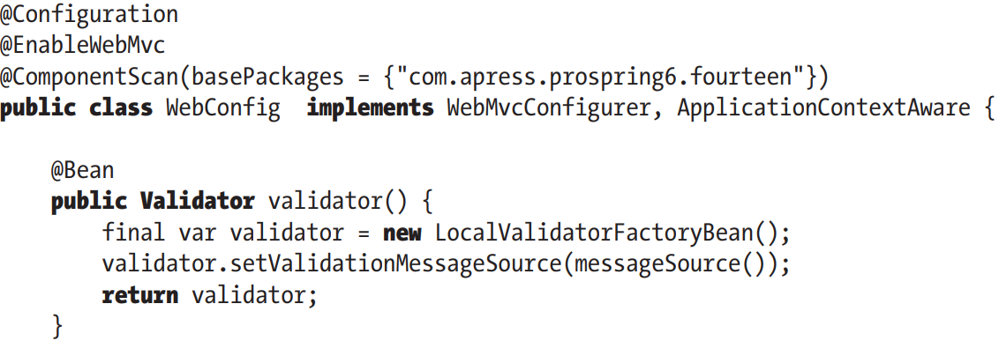 @Configuration
@EnableWebMvc
@ComponentScan(basePackages = {"com.apress.prospring6.fourteen"})
public class WebConfig  implements WebMvcConfigurer, ApplicationContextAware {
    @Bean
    public Validator validator() {
        final var validator = new LocalValidatorFactoryBean();
        validator.setValidationMessageSource(messageSource());
        return validator;
    }